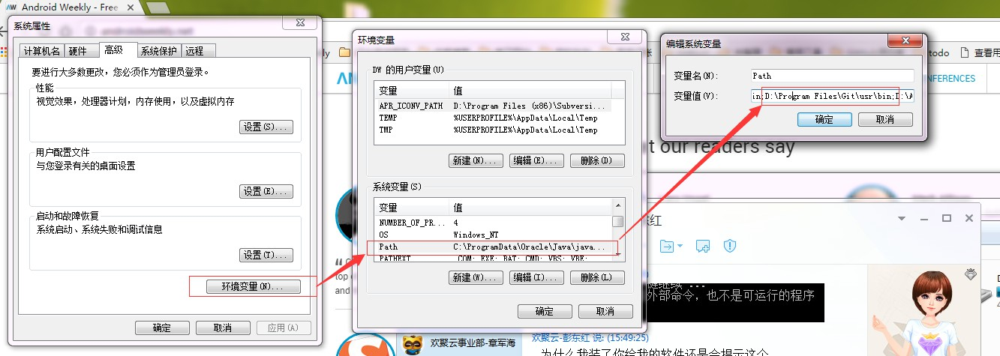 Android Weekly - Free
系统属性
计算机名 硬件 高级 系统保护 远程
要进行大多数更改，您必须作为管理员登录。
性能
视觉效果，处理器计划，内存使用，以及虚拟内存
设置(S)...
用户配置文件
与您登录有关的桌面设置
设置(E)...
启动和故障恢复
系统启动、系统失败和调试信息
设置(T)...
环境变量(N)...
确定 取消 应用(A)
环境变量
DW 的用户变量(U)
变量 值
APR_ICONV_PATH D:\Program Files (x86)\Subversi...
TEMP %USERPROFILE%\AppData\Local\Temp
TMP %USERPROFILE%\AppData\Local\Temp
新建(N)... 编辑(E)... 删除(D)
系统变量(S)
变量 值
NUMBER_OF_PR... 4
OS Windows_NT
Path C:\ProgramData\Oracle\Java\java...
PATHEXT .COM;.EXE;.BAT;.CMD;.VBS;.VBE;
新建(W)... 编辑(I)... 删除(L)
确定 取消
编辑系统变量
变量名(N): Path
变量值(V): in;D:\Program Files\Git\usr\bin;D:\A
确定 取消
todo 查看用
t our readers say
top
and
红
外部命令，也不是可运行的程序
欢聚云事业部-章军海
欢聚云-彭东红 说: (15:49:25)
为什么我装了你给我的软件还是会提示这个